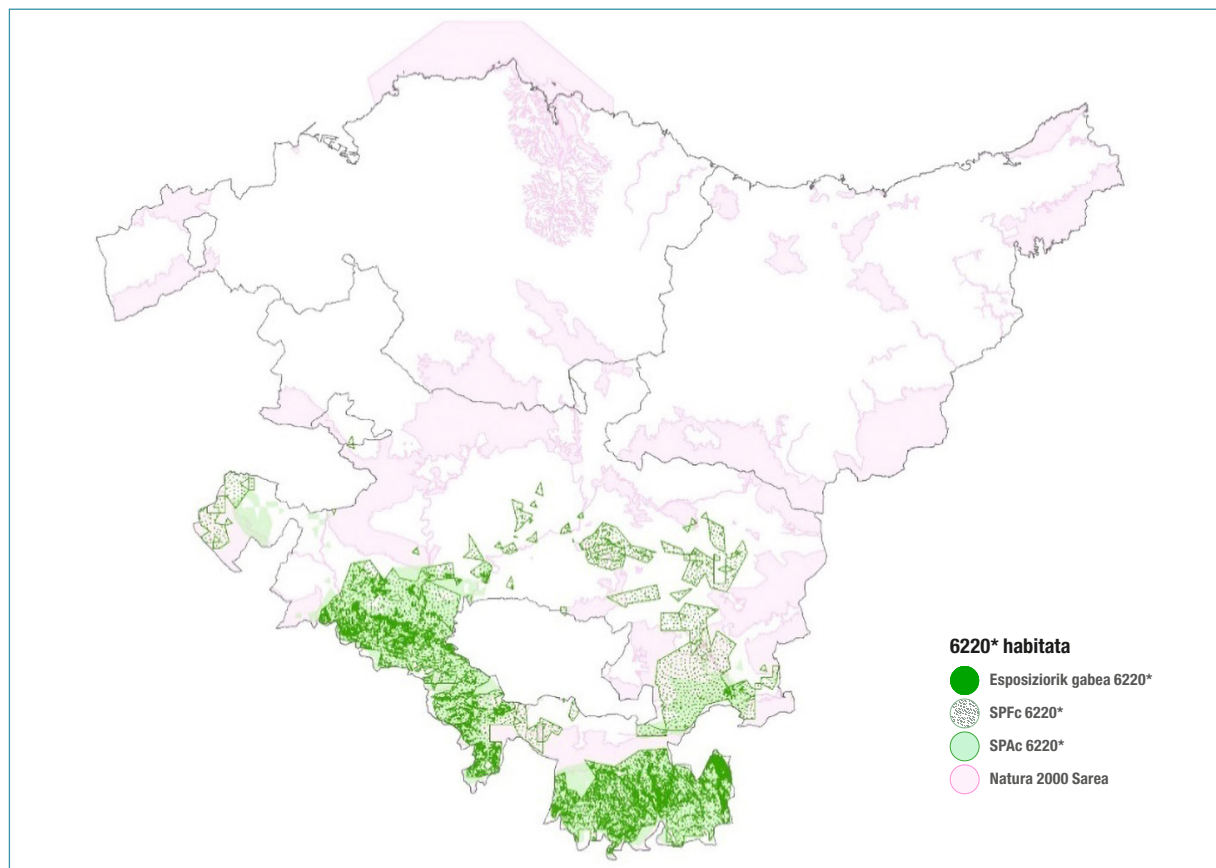 6220* habitata
Esposiziorik gabea 6220*
SPFc 6220*
SPAc 6220*
Natura 2000 Sarea